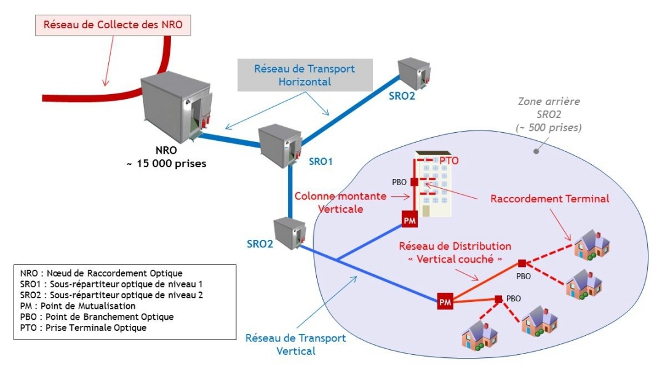 Réseau de Collecte des NRO
Réseau de Transport
Horizontal
SRO2
NRO
~ 15 000 prises
SRO1
Zone arrière
SRO2
(~ 500 prises)
PTO
PBO
Colonne montante
Verticale
Raccordement Terminal
PM
SRO2
Réseau de Distribution
« Vertical couché »
PBO
PM
PBO
NRO : Nœud de Raccordement Optique
SRO1 : Sous-répartiteur optique de niveau 1
SRO2 : Sous-répartiteur optique de niveau 2
PM : Point de Mutualisation
PBO : Point de Branchement Optique
PTO : Prise Terminale Optique
Réseau de Transport
Vertical